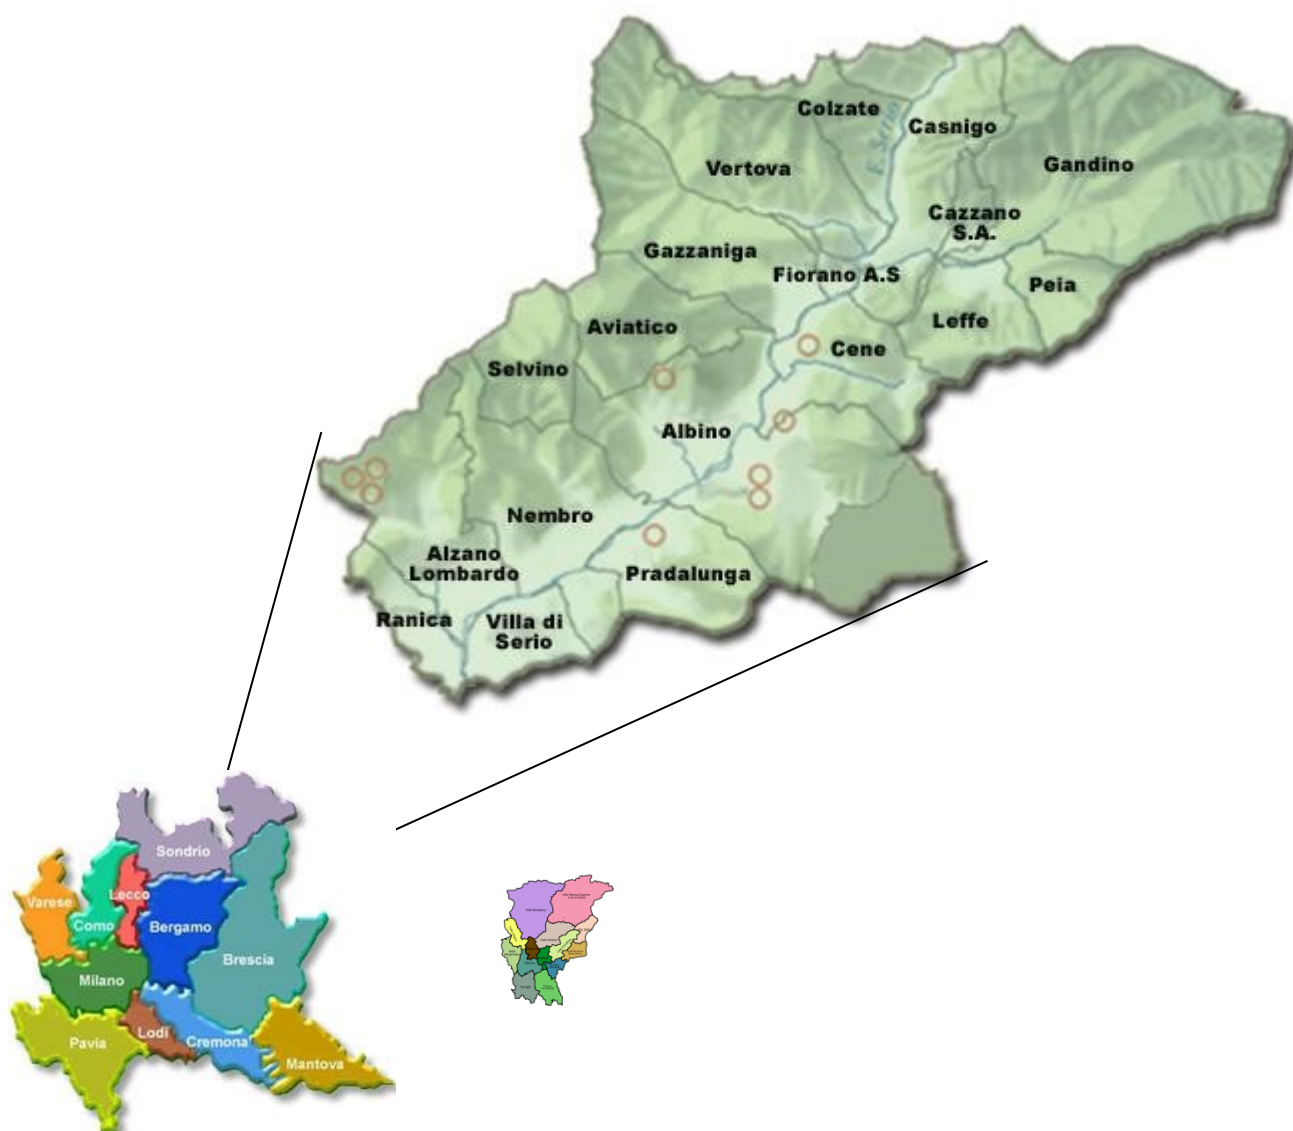 Colzate
Casnigo
F. Serio
Vertova
Gandino
Cazzano
S.A.
Gazzaniga
Fiorano A.S
Peia
Aviatico
Leffe
Cene
Selvino
Albino
Nembro
Alzano
Lombardo
Pradalunga
Ranica
Villa di
Serio
Sondrio
Lecco
Varese
Como
Bergamo
Brescia
Milano
Lodi
Pavia
Cremona
Mantova